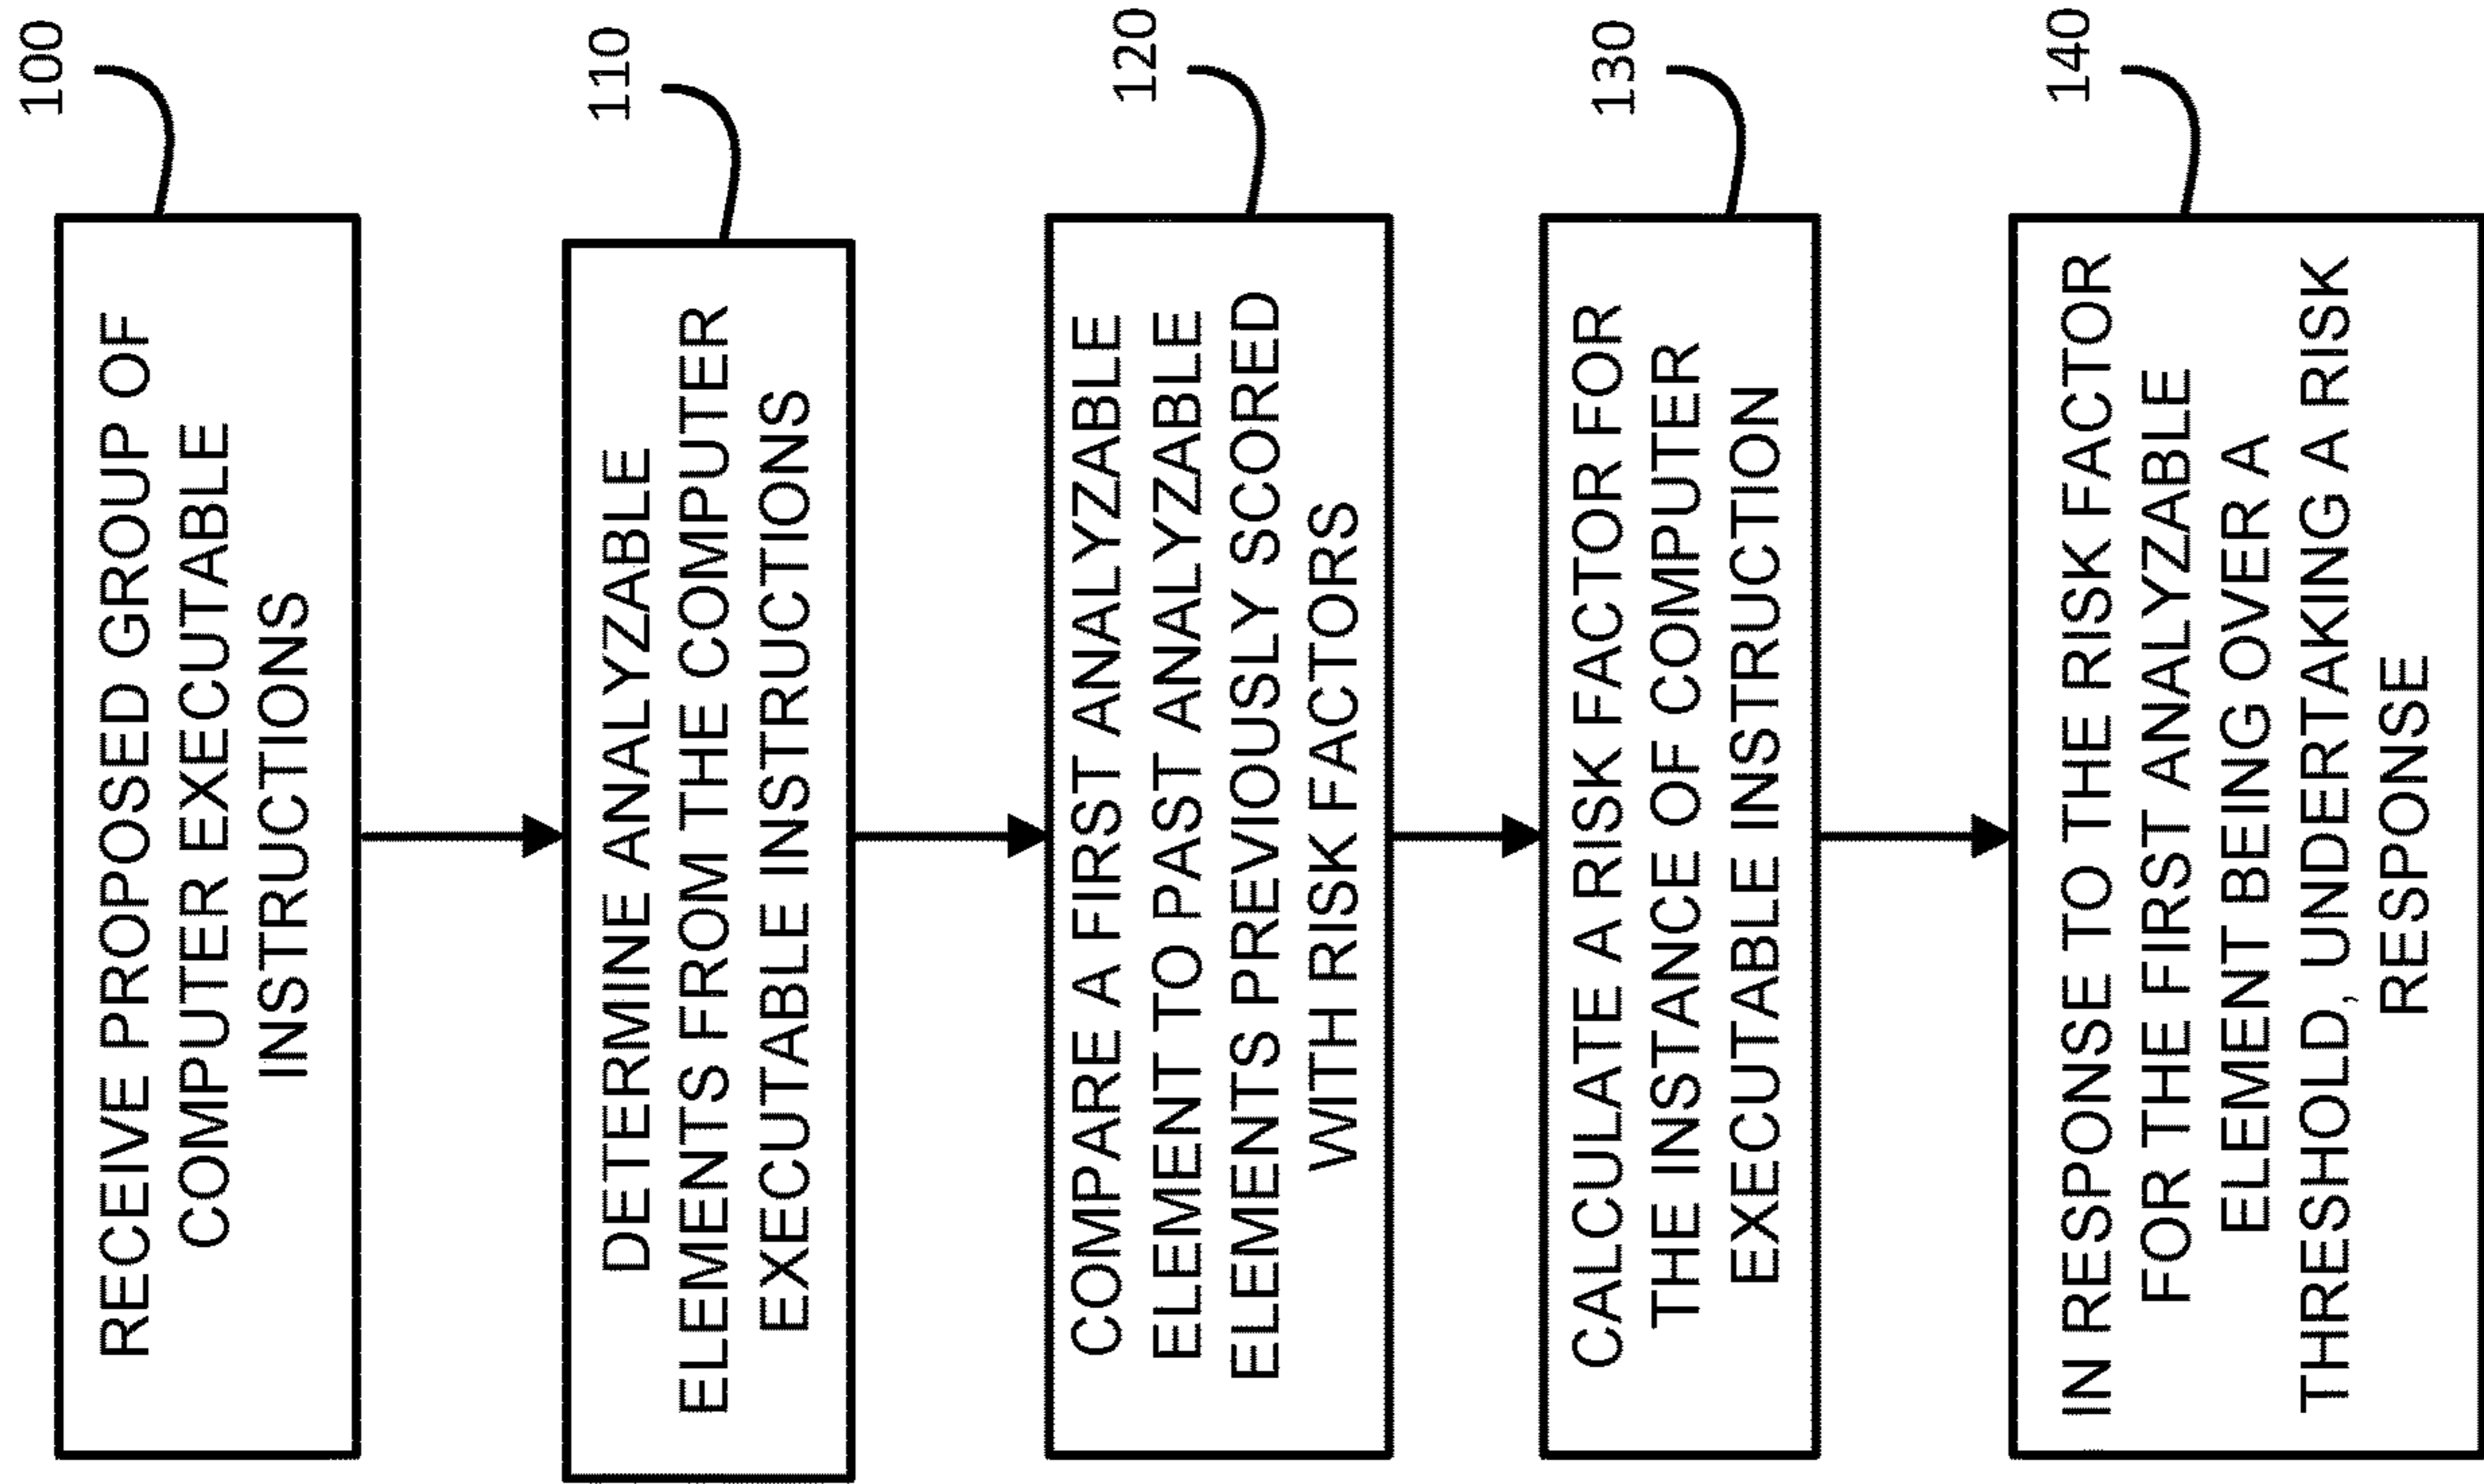 100
RECEIVE PROPOSED GROUP OF
COMPUTER EXECUTABLE
INSTRUCTIONS
110
DETERMINE ANALYZABLE
ELEMENTS FROM THE COMPUTER
EXECUTABLE INSTRUCTIONS
120
COMPARE A FIRST ANALYZABLE
ELEMENT TO PAST ANALYZABLE
ELEMENTS PREVIOUSLY SCORED
WITH RISK FACTORS
130
CALCULATE A RISK FACTOR FOR
THE INSTANCE OF COMPUTER
EXECUTABLE INSTRUCTION
140
IN RESPONSE TO THE RISK FACTOR
FOR THE FIRST ANALYZABLE
ELEMENT BEING OVER A
THRESHOLD, UNDERTAKING A RISK
RESPONSE